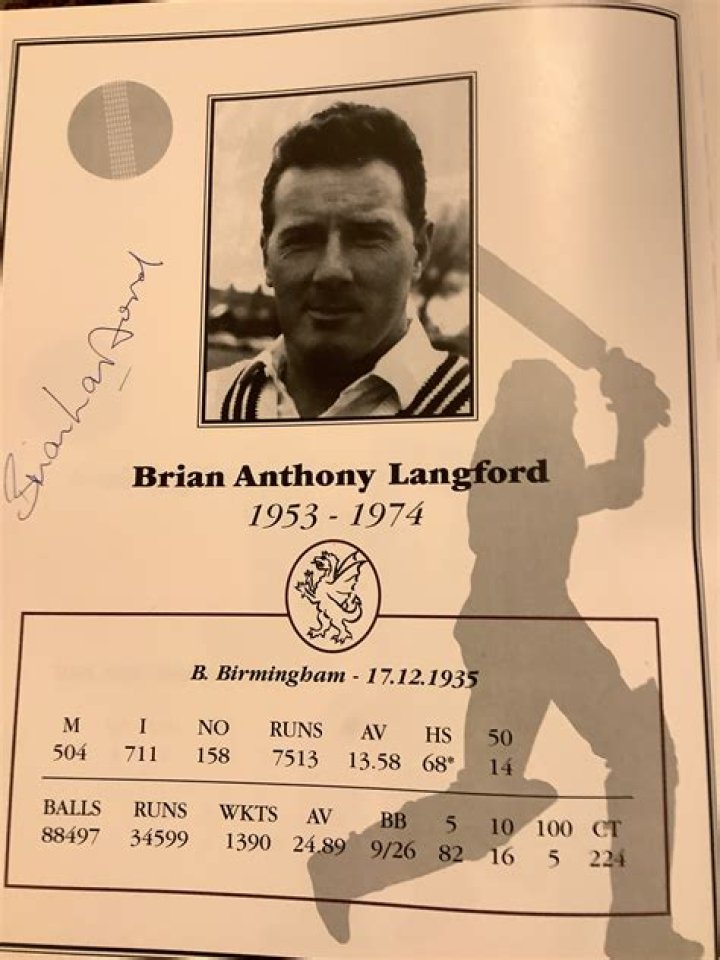 Brian Langford
Brian Anthony Langford
1953 - 1974
B. Birmingham - 17.12.1935
M I NO RUNS AV HS 50
504 711 158 7513 13.58 68* 14
BALLS RUNS WKTS AV BB 5 10 100 CT
88497 34599 1390 24.89 9/26 82 16 5 224